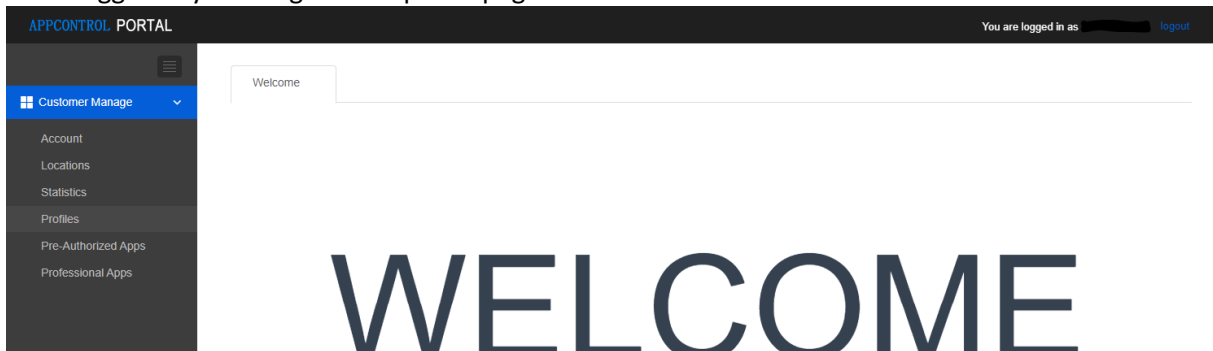 APPCONTROL PORTAL
You are logged in as logout
Customer Manage
Welcome
Account
Locations
Statistics
Profiles
Pre-Authorized Apps
Professional Apps
WELCOME